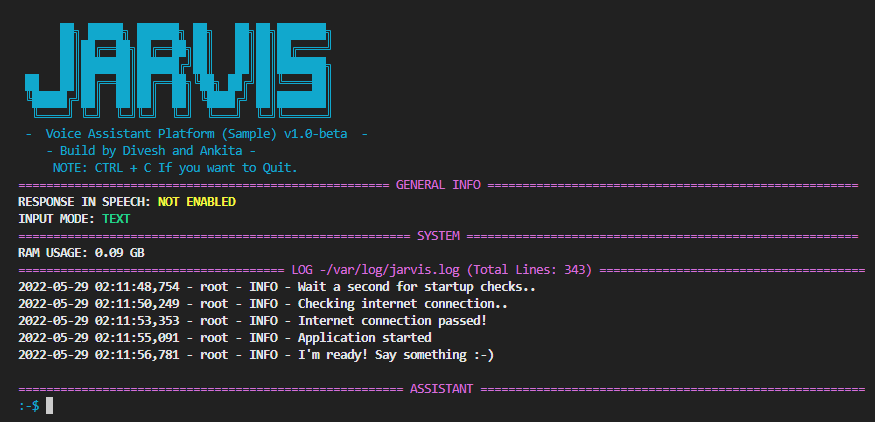 JARVIS
-  Voice Assistant Platform (Sample) v1.0-beta  -
- Build by Divesh and Ankita -
NOTE: CTRL + C If you want to Quit.
===================================================== GENERAL INFO =====================================================
RESPONSE IN SPEECH: NOT ENABLED
INPUT MODE: TEXT
======================================================== SYSTEM ========================================================
RAM USAGE: 0.09 GB
====================================== LOG -/var/log/jarvis.log (Total Lines: 343) ======================================
2022-05-29 02:11:48,754 - root - INFO - Wait a second for startup checks..
2022-05-29 02:11:50,249 - root - INFO - Checking internet connection..
2022-05-29 02:11:53,353 - root - INFO - Internet connection passed!
2022-05-29 02:11:55,091 - root - INFO - Application started
2022-05-29 02:11:56,781 - root - INFO - I'm ready! Say something :-)
======================================================= ASSISTANT =======================================================
:-$